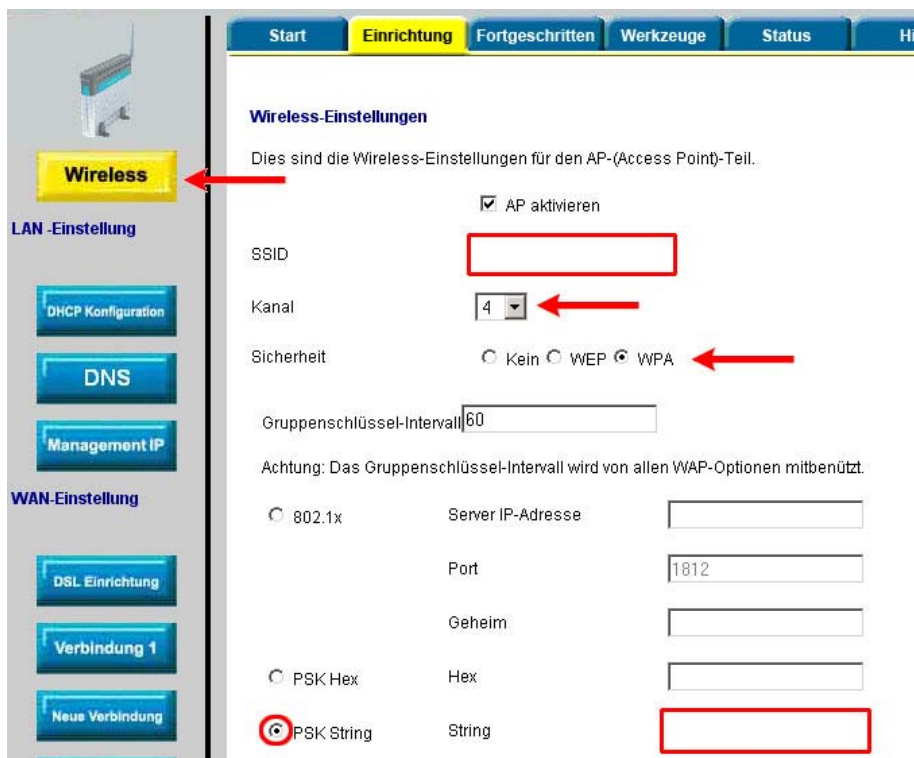 Start Einrichtung Fortgeschritten Werkzeuge Status
Wireless
LAN -Einstellung
DHCP Konfiguration
DNS
Management IP
WAN-Einstellung
DSL Einrichtung
Verbindung 1
Neue Verbindung
Wireless-Einstellungen
Dies sind die Wireless-Einstellungen für den AP-(Access Point)-Teil.
AP aktivieren
SSID
Kanal 4
Sicherheit Kein WEP WPA
Gruppenschlüssel-Intervall 60
Achtung: Das Gruppenschlüssel-Intervall wird von allen WAP-Optionen mitbenützt.
802.1x Server IP-Adresse
Port 1812
Geheim
PSK Hex Hex
PSK String String